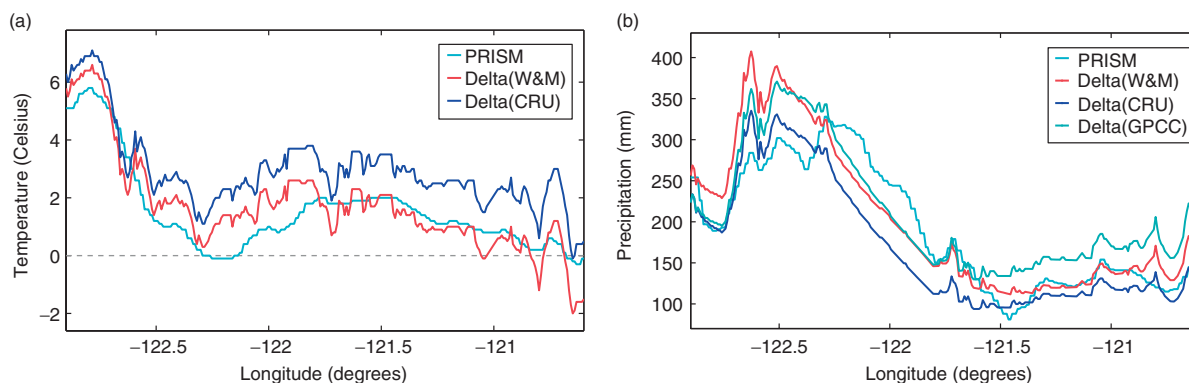 (a)
PRISM
Delta(W&M)
Delta(CRU)
6
4
2
0
−2
Temperature (Celsius)
−122.5
−122
−121.5
−121
Longitude (degrees)
(b)
PRISM
Delta(W&M)
Delta(CRU)
Delta(GPCC)
400
350
300
250
200
150
100
Precipitation (mm)
−122.5
−122
−121.5
−121
Longitude (degrees)